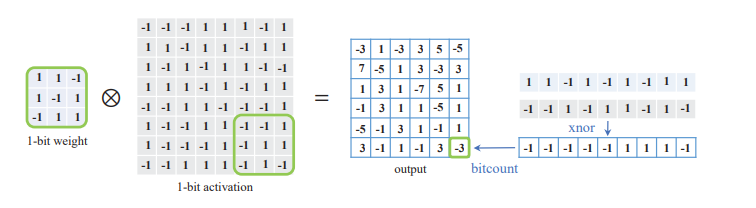 1 1 -1
1 -1 1
-1 1 1
1-bit weight
⊗
-1 -1 -1 1 1 1 -1 1
1 1 -1 1 1 -1 1 1
1 -1 1 -1 1 1 -1 -1
1 1 1 -1 1 -1 1 1
-1 -1 1 1 -1 -1 -1 1
1 -1 -1 1 1 -1 -1 1
1 -1 -1 -1 1 -1 1 1
-1 -1 1 1 1 -1 1 -1
1-bit activation
=
-3 1 -3 3 5 -5
7 -5 1 3 -3 3
1 3 1 -7 5 1
-1 3 1 1 -5 1
-5 -1 3 1 -1 1
3 -1 1 -1 3 -3
output
bitcount
1 1 -1 1 -1 1 -1 1 1
-1 -1 1 -1 1 1 -1 1 -1
xnor
-1 -1 -1 -1 -1 1 1 1 -1